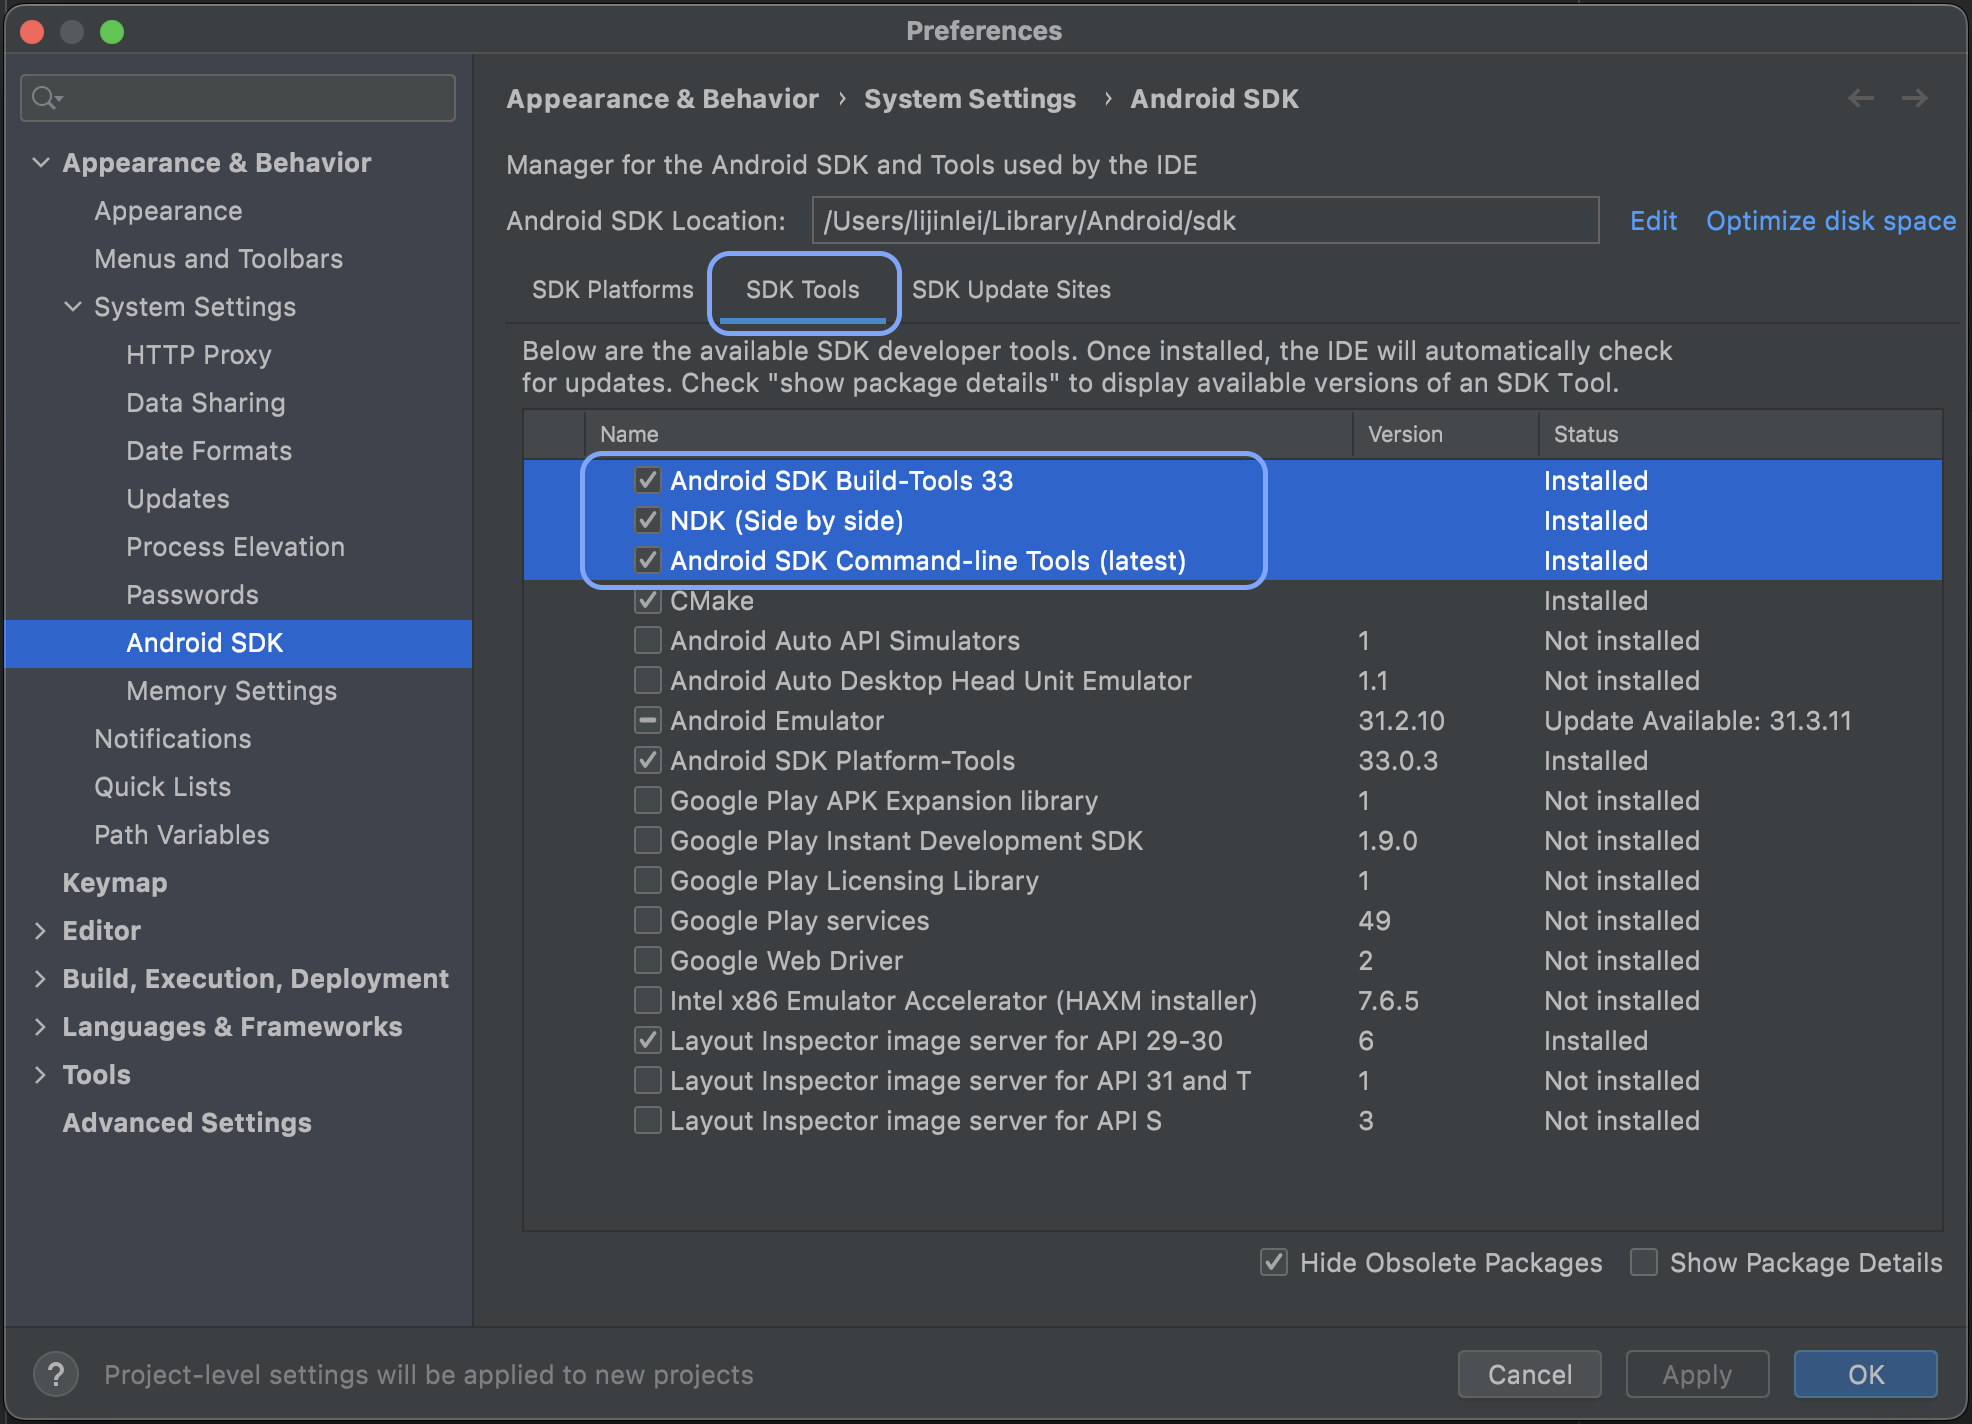 Preferences
Appearance & Behavior
Appearance
Menus and Toolbars
System Settings
HTTP Proxy
Data Sharing
Date Formats
Updates
Process Elevation
Passwords
Android SDK
Memory Settings
Notifications
Quick Lists
Path Variables
Keymap
Editor
Build, Execution, Deployment
Languages & Frameworks
Tools
Advanced Settings
Appearance & Behavior › System Settings › Android SDK
Manager for the Android SDK and Tools used by the IDE
Android SDK Location: /Users/lijinlei/Library/Android/sdk Edit Optimize disk space
SDK Platforms SDK Tools SDK Update Sites
Below are the available SDK developer tools. Once installed, the IDE will automatically check
for updates. Check "show package details" to display available versions of an SDK Tool.
Name Version Status
Android SDK Build-Tools 33 Installed
NDK (Side by side) Installed
Android SDK Command-line Tools (latest) Installed
CMake Installed
Android Auto API Simulators 1 Not installed
Android Auto Desktop Head Unit Emulator 1.1 Not installed
Android Emulator 31.2.10 Update Available: 31.3.11
Android SDK Platform-Tools 33.0.3 Installed
Google Play APK Expansion library 1 Not installed
Google Play Instant Development SDK 1.9.0 Not installed
Google Play Licensing Library 1 Not installed
Google Play services 49 Not installed
Google Web Driver 2 Not installed
Intel x86 Emulator Accelerator (HAXM installer) 7.6.5 Not installed
Layout Inspector image server for API 29-30 6 Installed
Layout Inspector image server for API 31 and T 1 Not installed
Layout Inspector image server for API S 3 Not installed
Hide Obsolete Packages Show Package Details
? Project-level settings will be applied to new projects Cancel Apply OK